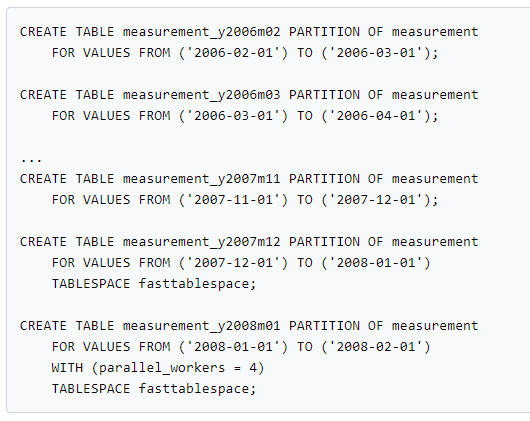 CREATE TABLE measurement_y2006m02 PARTITION OF measurement
    FOR VALUES FROM ('2006-02-01') TO ('2006-03-01');

CREATE TABLE measurement_y2006m03 PARTITION OF measurement
    FOR VALUES FROM ('2006-03-01') TO ('2006-04-01');

...
CREATE TABLE measurement_y2007m11 PARTITION OF measurement
    FOR VALUES FROM ('2007-11-01') TO ('2007-12-01');

CREATE TABLE measurement_y2007m12 PARTITION OF measurement
    FOR VALUES FROM ('2007-12-01') TO ('2008-01-01')
    TABLESPACE fasttablespace;

CREATE TABLE measurement_y2008m01 PARTITION OF measurement
    FOR VALUES FROM ('2008-01-01') TO ('2008-02-01')
    WITH (parallel_workers = 4)
    TABLESPACE fasttablespace;